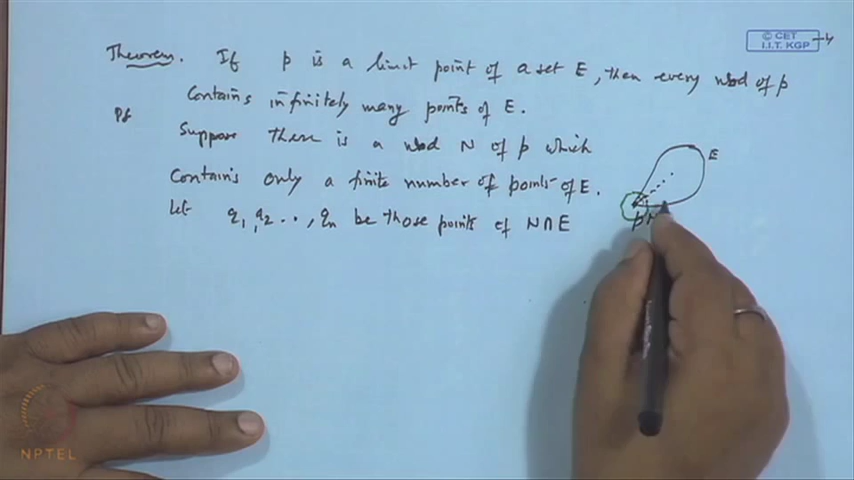 © CET
I.I.T. KGP
Theorem. If p is a limit point of a set E, then every nbd of p
Contains infinitely many points of E.
Pf Suppose there is a nbd N of p which
Contains only a finite number of points of E.
Let q1, q2 .., qn be those points of N∩E
E
p
NPTEL